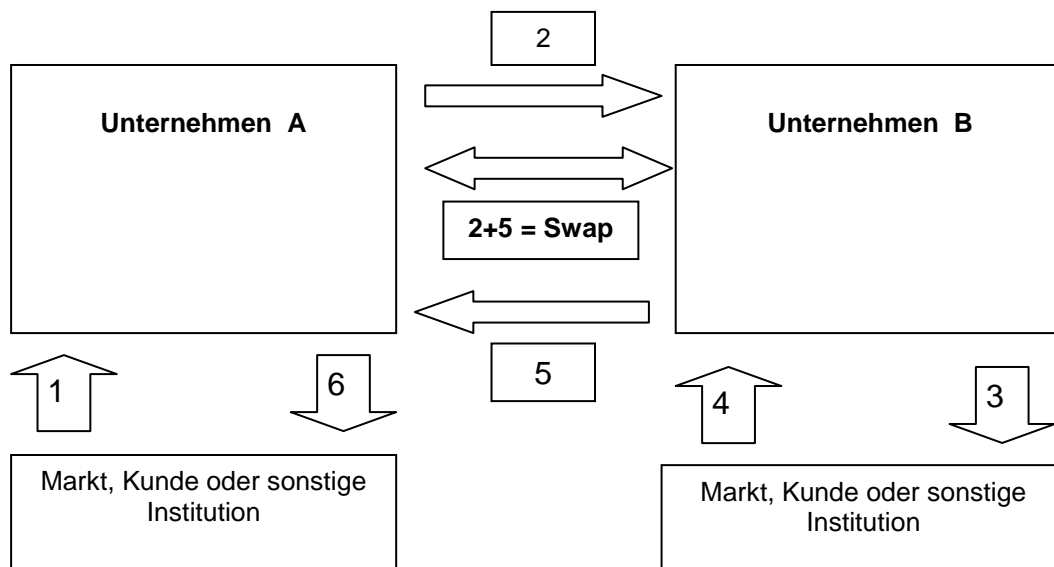 2
Unternehmen A
Unternehmen B
2+5 = Swap
5
1
6
4
3
Markt, Kunde oder sonstige
Institution
Markt, Kunde oder sonstige
Institution